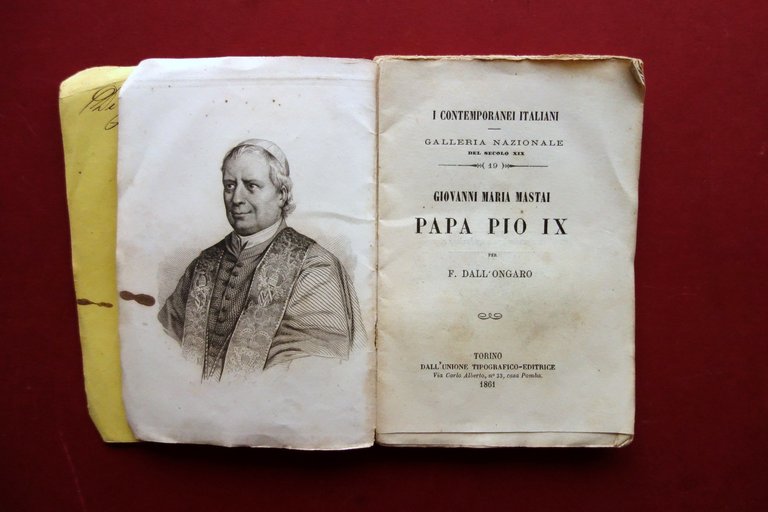 I CONTEMPORANEI ITALIANI
GALLERIA NAZIONALE
DEL SECOLO XIX
19
GIOVANNI MARIA MASTAI
PAPA PIO IX
PER
F. DALL'ONGARO
TORINO
DALL'UNIONE TIPOGRAFICO-EDITRICE
Via Carlo Alberto, nº 33, casa Pomba.
1861